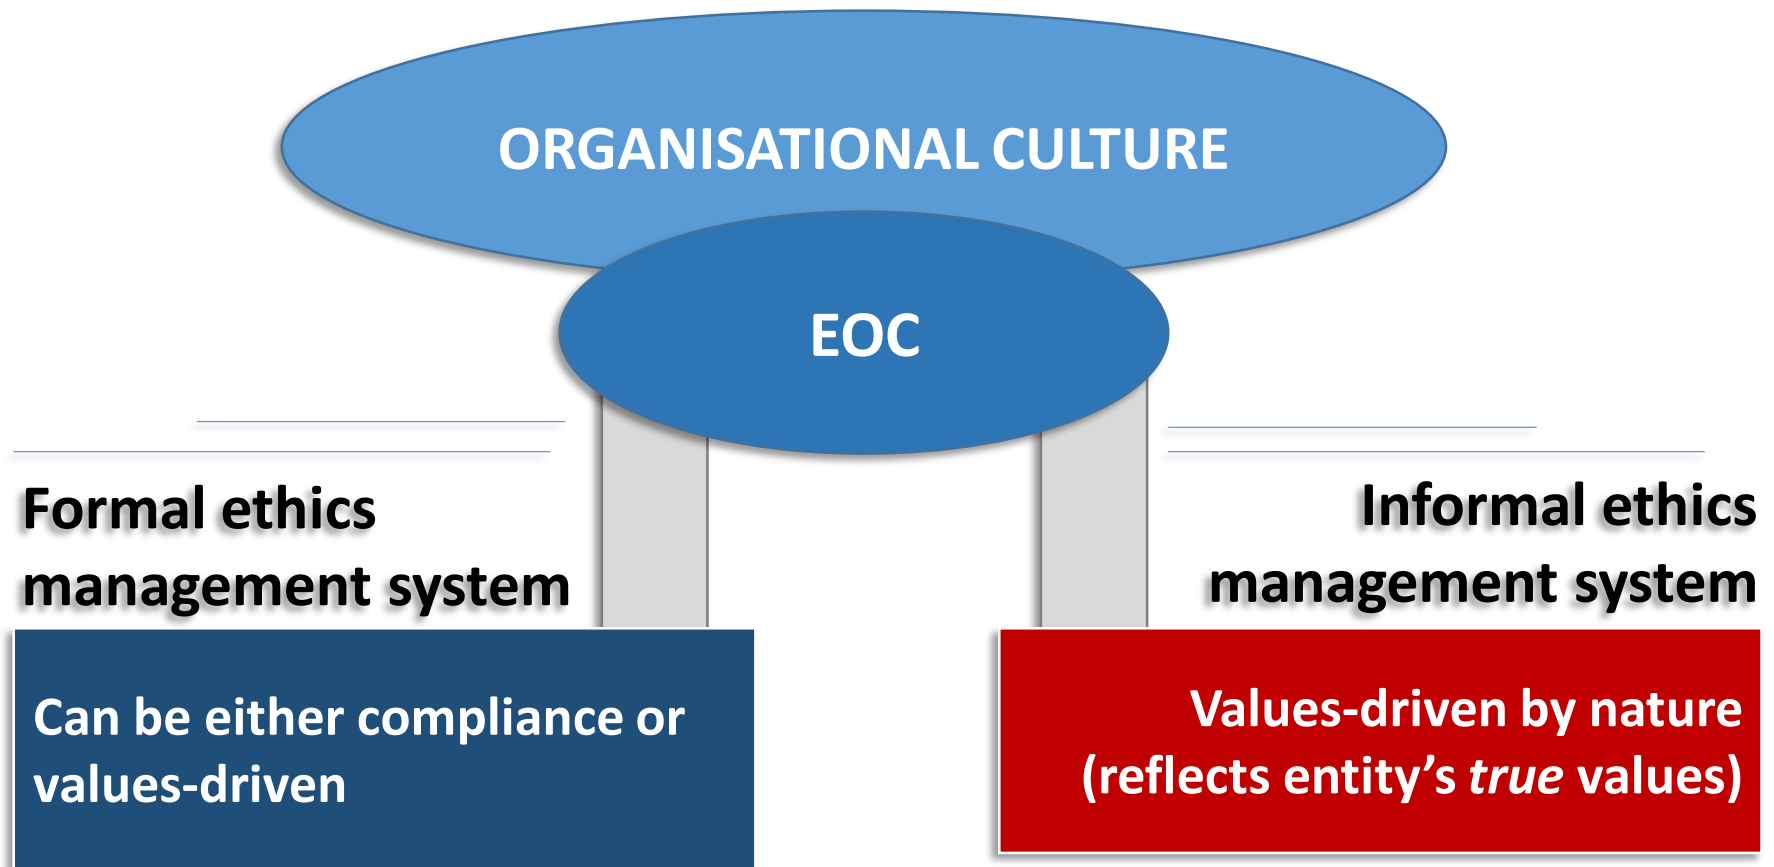 ORGANISATIONAL CULTURE
EOC
Formal ethics
management system
Can be either compliance or
values-driven
Informal ethics
management system
Values-driven by nature
(reflects entity’s true values)